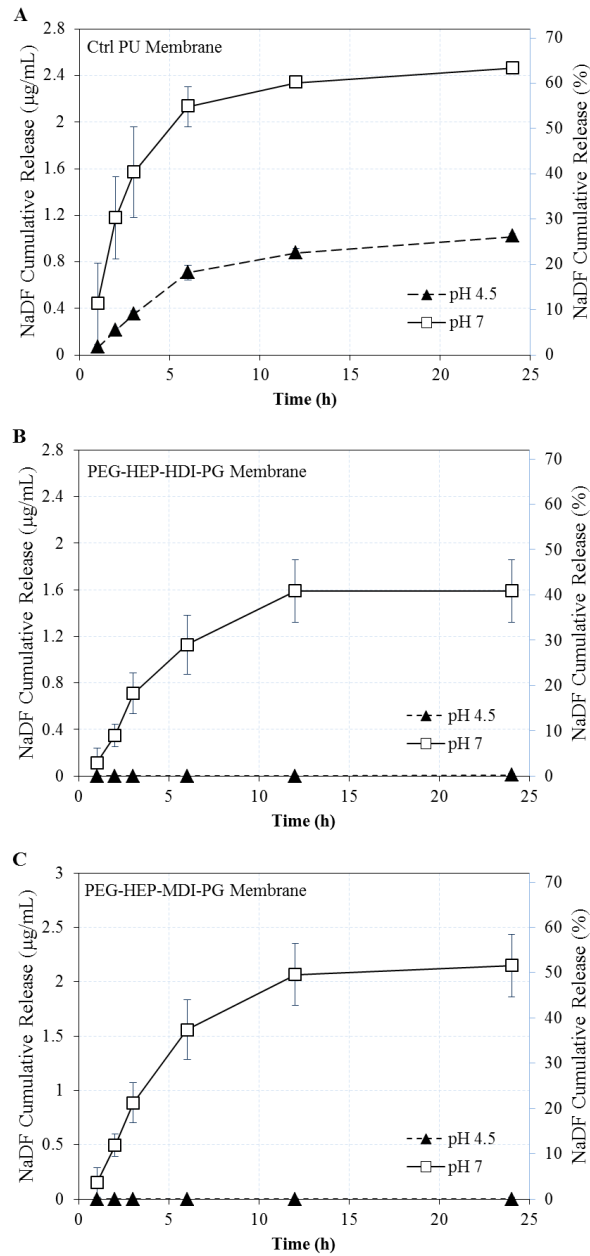 A
Ctrl PU Membrane
NaDF Cumulative Release (µg/mL)
2.8
2.4
2
1.6
1.2
0.8
0.4
0
70
60
50
40
30
20
10
0
NaDF Cumulative Release (%)
pH 4.5
pH 7
0 5 10 15 20 25
Time (h)
B
PEG-HEP-HDI-PG Membrane
NaDF Cumulative Release (µg/mL)
2.8
2.4
2
1.6
1.2
0.8
0.4
0
70
60
50
40
30
20
10
0
NaDF Cumulative Release (%)
pH 4.5
pH 7
0 5 10 15 20 25
Time (h)
C
PEG-HEP-MDI-PG Membrane
NaDF Cumulative Release (µg/mL)
3
2.5
2
1.5
1
0.5
0
70
60
50
40
30
20
10
0
NaDF Cumulative Release (%)
pH 4.5
pH 7
0 5 10 15 20 25
Time (h)